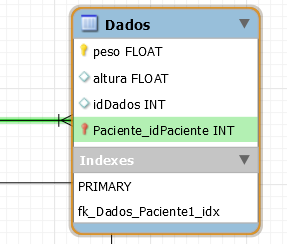 Dados
peso FLOAT
altura FLOAT
idDados INT
Paciente_idPaciente INT
Indexes
PRIMARY
fk_Dados_Paciente1_idx